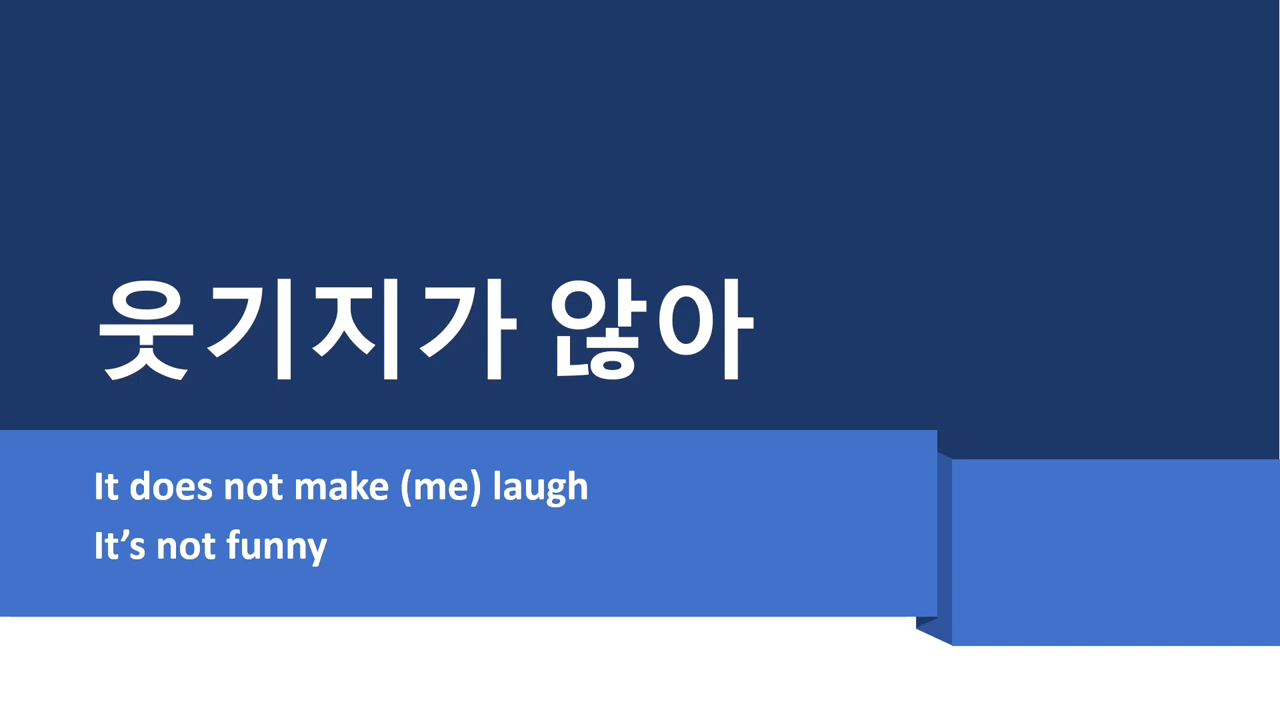 웃기지가 않아
It does not make (me) laugh
It’s not funny